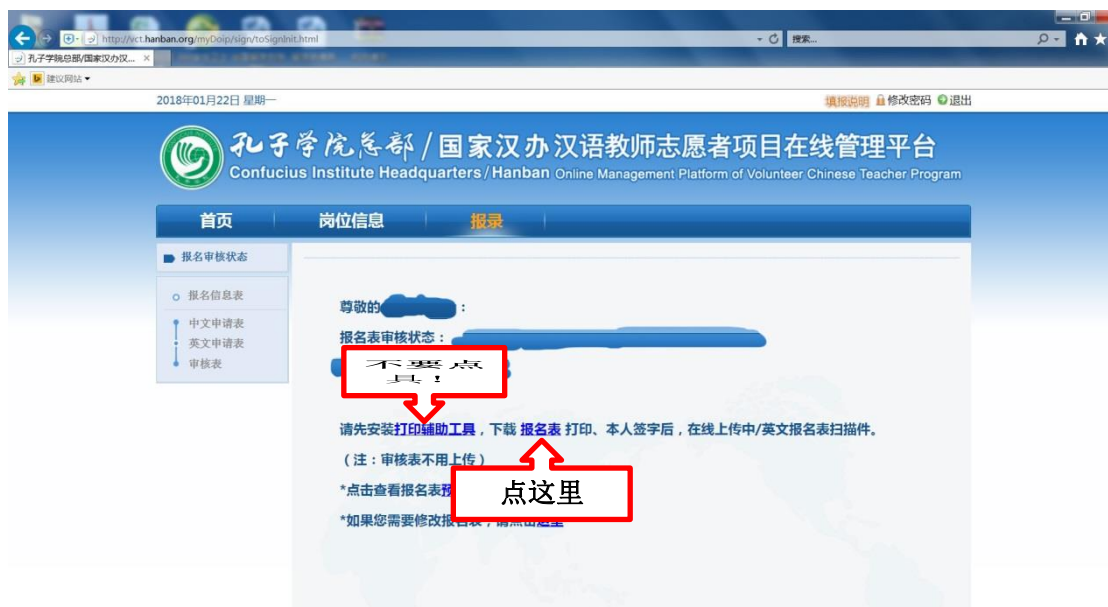 http://vct.hanban.org/myDoip/sign/toSignInit.html
搜索...
孔子学院总部/国家汉办汉...
建议网站
2018年01月22日 星期一
填报说明 修改密码 退出
孔子学院总部/国家汉办 汉语教师志愿者项目在线管理平台
Confucius Institute Headquarters/Hanban Online Management Platform of Volunteer Chinese Teacher Program
首页 岗位信息 报录
报名审核状态
报名信息表
中文申请表
英文申请表
审核表
尊敬的 :
报名表审核状态:
不要点
具!
请先安装打印辅助工具,下载 报名表 打印、本人签字后,在线上传中/英文报名表扫描件。
(注:审核表不用上传)
点这里
*点击查看报名表预
*如果您需要修改报名表,请点击这里